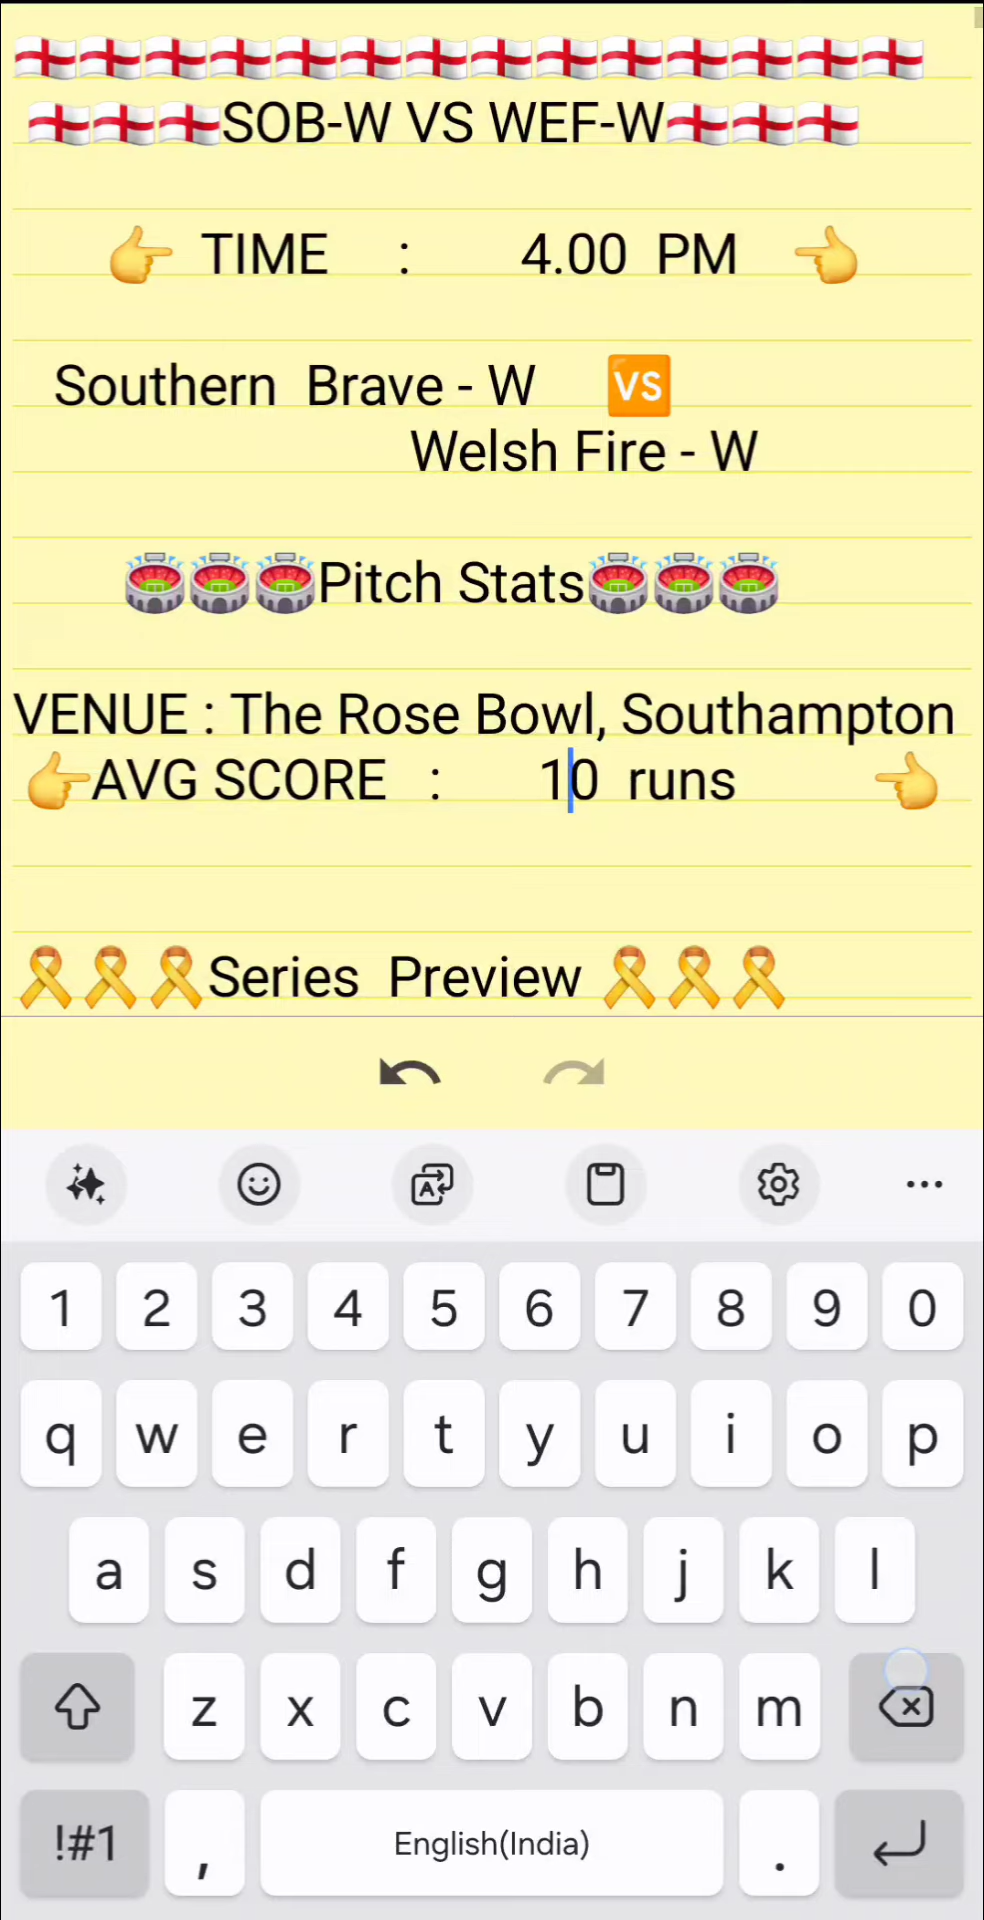 🏴󠁧󠁢󠁥󠁮󠁧󠁿🏴󠁧󠁢󠁥󠁮󠁧󠁿🏴󠁧󠁢󠁥󠁮󠁧󠁿🏴󠁧󠁢󠁥󠁮󠁧󠁿🏴󠁧󠁢󠁥󠁮󠁧󠁿🏴󠁧󠁢󠁥󠁮󠁧󠁿🏴󠁧󠁢󠁥󠁮󠁧󠁿🏴󠁧󠁢󠁥󠁮󠁧󠁿🏴󠁧󠁢󠁥󠁮󠁧󠁿🏴󠁧󠁢󠁥󠁮󠁧󠁿🏴󠁧󠁢󠁥󠁮󠁧󠁿🏴󠁧󠁢󠁥󠁮󠁧󠁿🏴󠁧󠁢󠁥󠁮󠁧󠁿🏴󠁧󠁢󠁥󠁮󠁧󠁿
🏴󠁧󠁢󠁥󠁮󠁧󠁿🏴󠁧󠁢󠁥󠁮󠁧󠁿🏴󠁧󠁢󠁥󠁮󠁧󠁿SOB-W VS WEF-W🏴󠁧󠁢󠁥󠁮󠁧󠁿🏴󠁧󠁢󠁥󠁮󠁧󠁿🏴󠁧󠁢󠁥󠁮󠁧󠁿
👉 TIME : 4.00 PM 👈
Southern Brave - W 🆚
Welsh Fire - W
🏟️🏟️🏟️Pitch Stats🏟️🏟️🏟️
VENUE : The Rose Bowl, Southampton
👉AVG SCORE : 10 runs 👈
🎗️🎗️🎗️Series Preview 🎗️🎗️🎗️
1 2 3 4 5 6 7 8 9 0
q w e r t y u i o p
a s d f g h j k l
z x c v b n m
!#1 , English(India) .